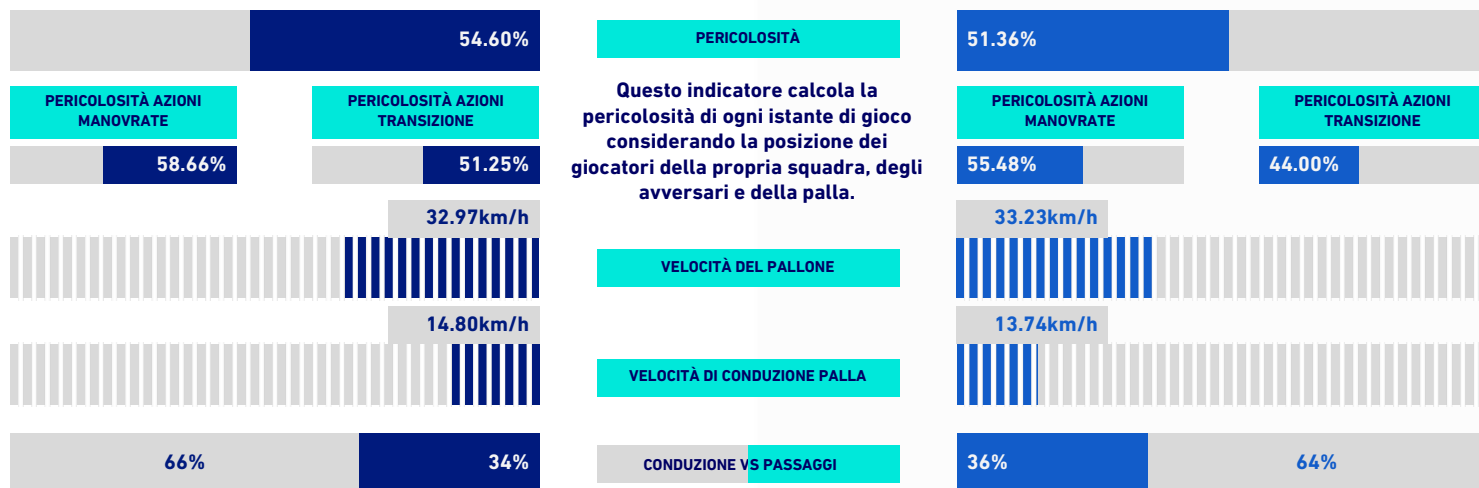 54.60%
PERICOLOSITÀ
51.36%
PERICOLOSITÀ AZIONI
MANOVRATE
PERICOLOSITÀ AZIONI
TRANSIZIONE
Questo indicatore calcola la
pericolosità di ogni istante di gioco
considerando la posizione dei
giocatori della propria squadra, degli
avversari e della palla.
PERICOLOSITÀ AZIONI
MANOVRATE
PERICOLOSITÀ AZIONI
TRANSIZIONE
58.66%
51.25%
55.48%
44.00%
32.97km/h
33.23km/h
VELOCITÀ DEL PALLONE
14.80km/h
13.74km/h
VELOCITÀ DI CONDUZIONE PALLA
66%
34%
CONDUZIONE VS PASSAGGI
36%
64%